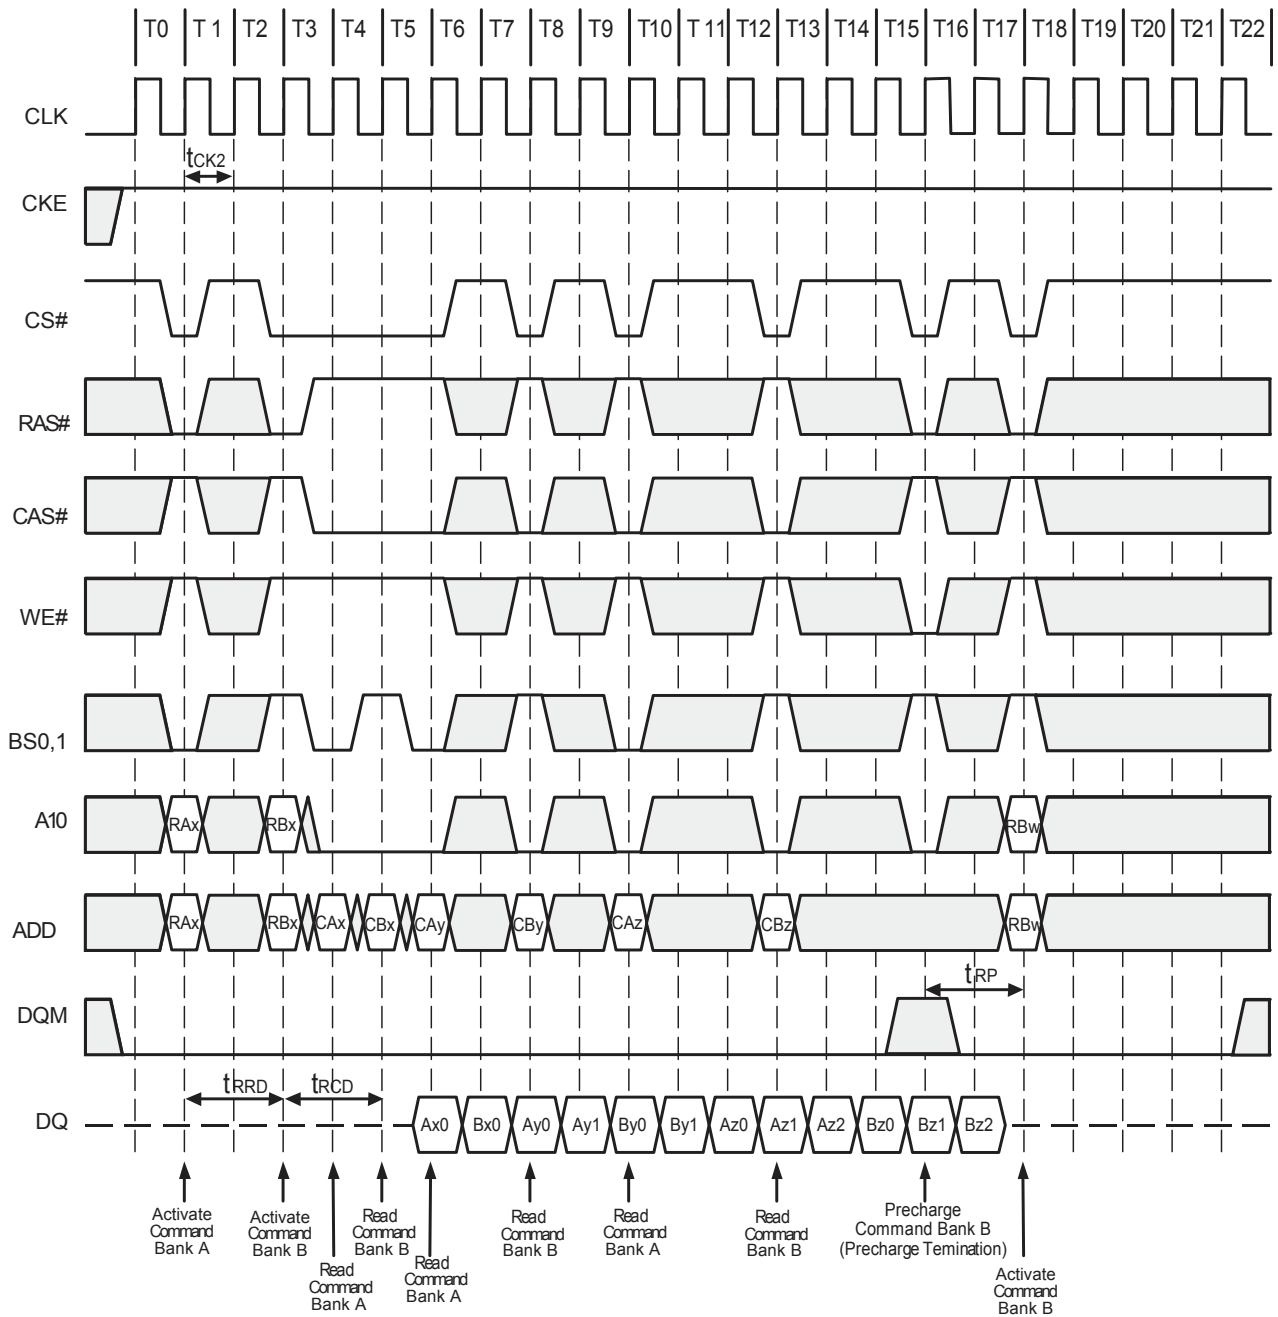 T0 T 1 T2 T3 T4 T5 T6 T7 T8 T9 T10 T 11 T12 T13 T14 T15 T16 T17 T18 T19 T20 T21 T22
CLK
tCK2
CKE
CS#
RAS#
CAS#
WE#
BS0,1
A10 RAx RBx RBw
ADD RAx RBx CAx CBx CAy CBy CAz CBz RBw
tRP
DQM
tRRD tRCD
DQ Ax0 Bx0 Ay0 Ay1 By0 By1 Az0 Az1 Az2 Bz0 Bz1 Bz2
Activate
Command
Bank A
Activate
Command
Bank B
Read
Command
Bank A
Read
Command
Bank B
Read
Command
Bank A
Read
Command
Bank B
Read
Command
Bank A
Read
Command
Bank B
Precharge
Command Bank B
(Precharge Temination)
Activate
Command
Bank B